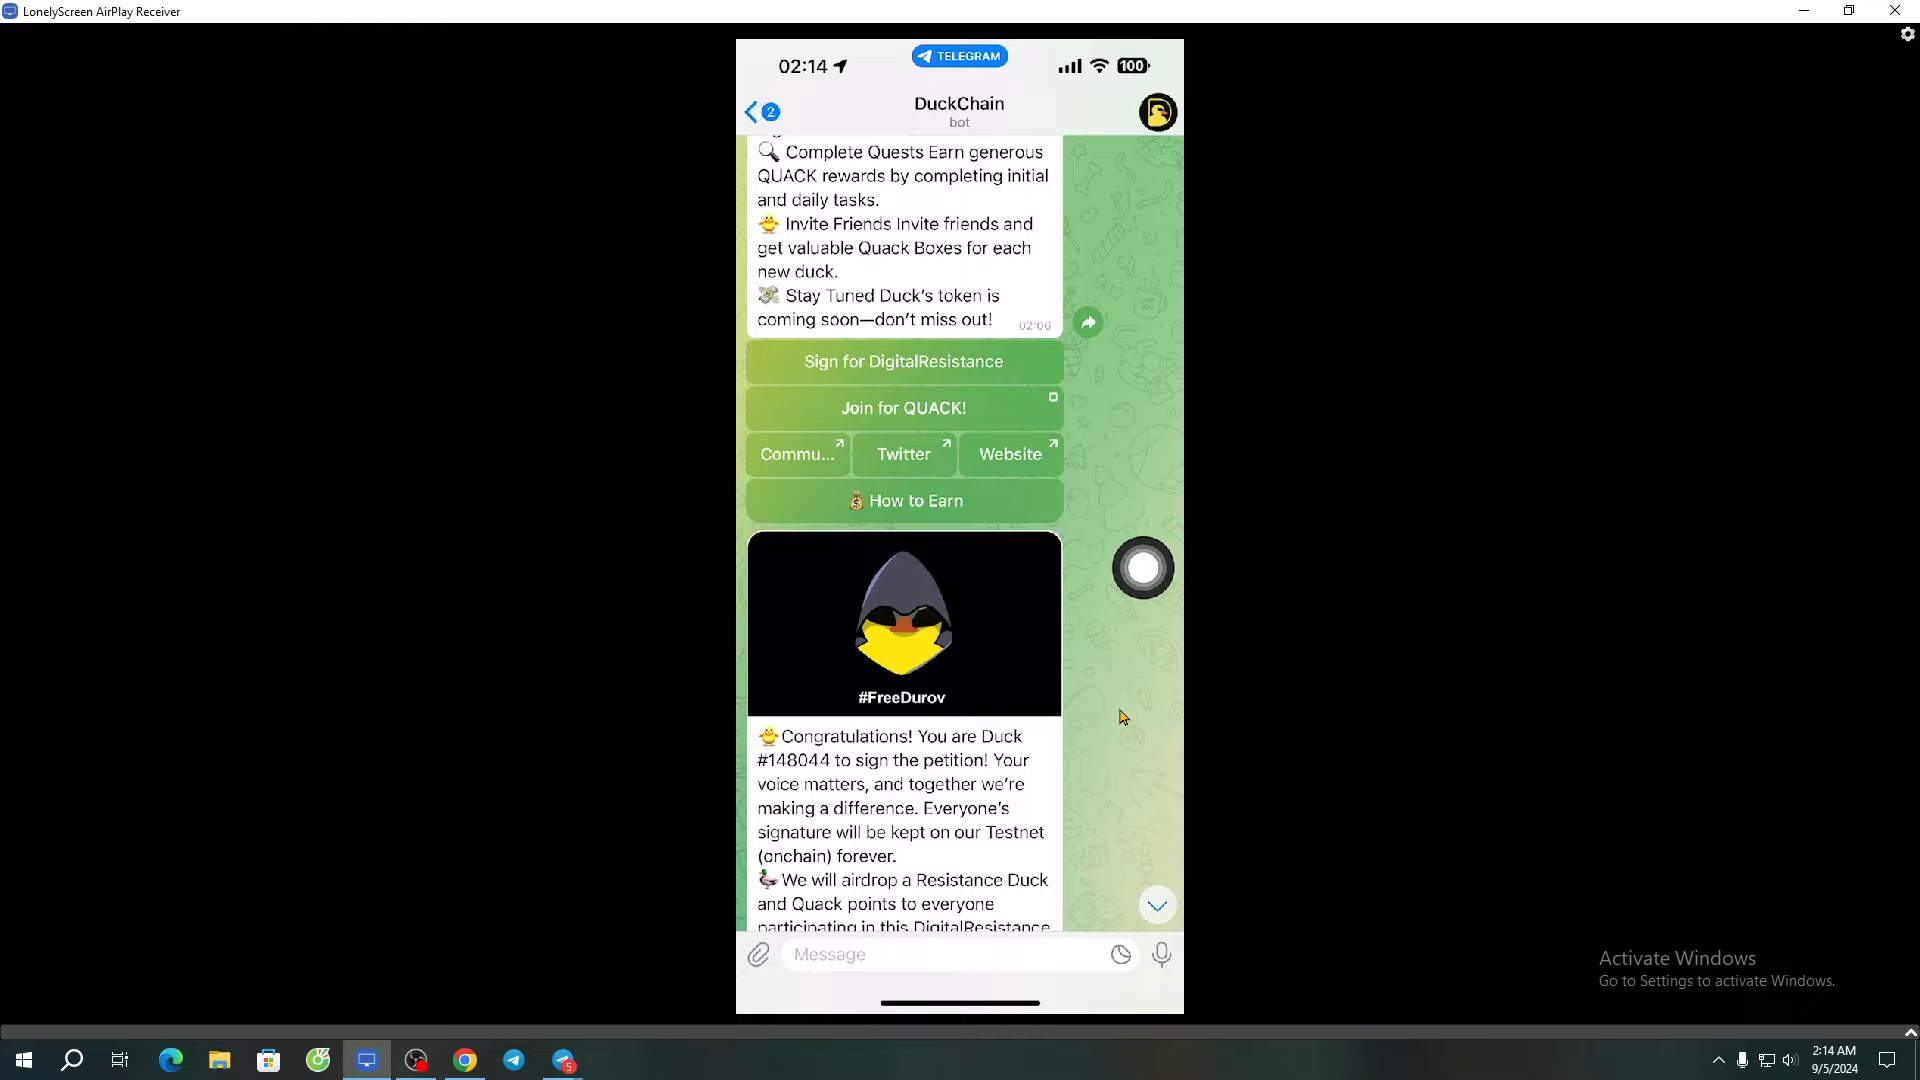 LonelyScreen AirPlay Receiver
02:14
TELEGRAM
100
2
DuckChain
bot
Complete Quests Earn generous
QUACK rewards by completing initial
and daily tasks.
Invite Friends Invite friends and
get valuable Quack Boxes for each
new duck.
Stay Tuned Duck's token is
coming soon—don't miss out!
02:06
Sign for DigitalResistance
Join for QUACK!
Commu...
Twitter
Website
How to Earn
#FreeDurov
Congratulations! You are Duck
#148044 to sign the petition! Your
voice matters, and together we're
making a difference. Everyone's
signature will be kept on our Testnet
(onchain) forever.
We will airdrop a Resistance Duck
and Quack points to everyone
participating in this DigitalResistance
Message
Activate Windows
Go to Settings to activate Windows.
5
2:14 AM
9/5/2024